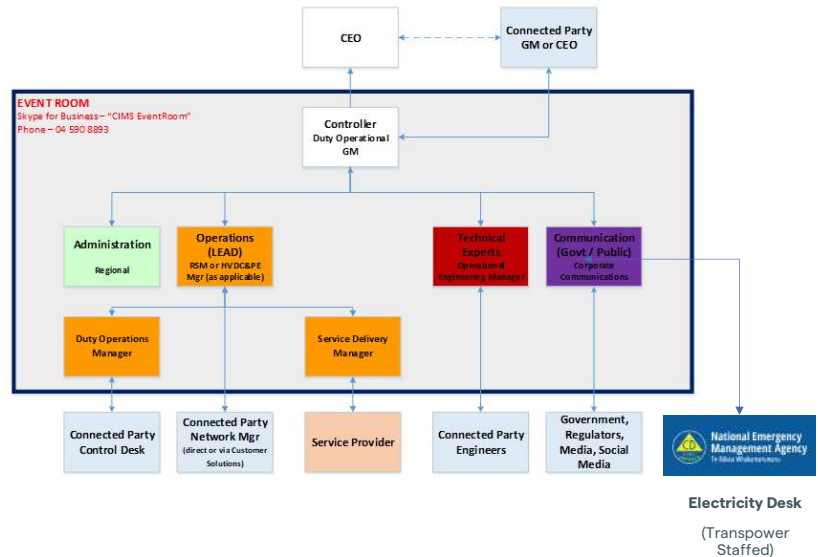 CEO
Connected Party
GM or CEO
EVENT ROOM
Skype for Business – "CIMS EventRoom"
Phone – 04 590 8893
Controller
Duty Operational
GM
Administration
Regional
Operations
(LEAD)
RSM or HVDC&PE
Mgr (as applicable)
Technical
Experts
Operational
Engineering Manager
Communication
(Govt / Public)
Corporate
Communications
Duty Operations
Manager
Service Delivery
Manager
Connected Party
Control Desk
Connected Party
Network Mgr
(direct or via Customer
Solutions)
Service Provider
Connected Party
Engineers
Government,
Regulators,
Media, Social
Media
National Emergency
Management Agency
Te Rākau Whakamarumaru
Electricity Desk
(Transpower
Staffed)